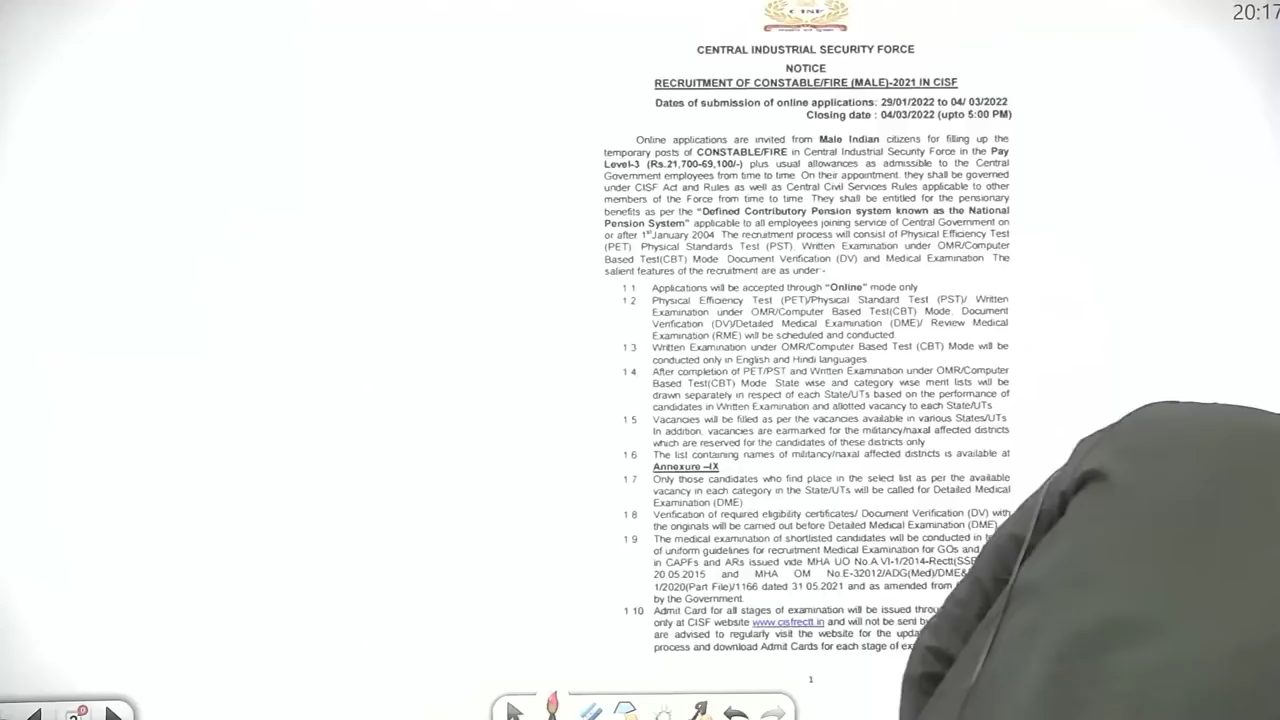 20:17
CISF
CENTRAL INDUSTRIAL SECURITY FORCE
NOTICE
RECRUITMENT OF CONSTABLE/FIRE (MALE)-2021 IN CISF
Dates of submission of online applications: 29/01/2022 to 04/ 03/2022
Closing date : 04/03/2022 (upto 5:00 PM)
Online applications are invited from Male Indian citizens for filling up the
temporary posts of CONSTABLE/FIRE in Central Industrial Security Force in the Pay
Level-3 (Rs.21,700-69,100/-) plus usual allowances as admissible to the Central
Government employees from time to time. On their appointment, they shall be governed
under CISF Act and Rules as well as Central Civil Services Rules applicable to other
members of the Force from time to time. They shall be entitled for the pensionary
benefits as per the "Defined Contributory Pension system known as the National
Pension System" applicable to all employees joining service of Central Government on
or after 1st January 2004. The recruitment process will consist of Physical Efficiency Test
(PET), Physical Standards Test (PST), Written Examination under OMR/Computer
Based Test(CBT) Mode, Document Verification (DV) and Medical Examination. The
salient features of the recruitment are as under:-
1.1 Applications will be accepted through "Online" mode only
1.2 Physical Efficiency Test (PET)/Physical Standard Test (PST)/ Written
Examination under OMR/Computer Based Test(CBT) Mode, Document
Verification (DV)/Detailed Medical Examination (DME)/ Review Medical
Examination (RME) will be scheduled and conducted
1.3 Written Examination under OMR/Computer Based Test (CBT) Mode will be
conducted only in English and Hindi languages.
1.4 After completion of PET/PST and Written Examination under OMR/Computer
Based Test(CBT) Mode, State wise and category wise merit lists will be
drawn separately in respect of each State/UTs based on the performance of
candidates in Written Examination and allotted vacancy to each State/UTs
1.5 Vacancies will be filled as per the vacancies available in various States/UTs.
In addition, vacancies are earmarked for the militancy/naxal affected districts
which are reserved for the candidates of these districts only
1.6 The list containing names of militancy/naxal affected districts is available at
Annexure –IX
1.7 Only those candidates who find place in the select list as per the available
vacancy in each category in the State/UTs will be called for Detailed Medical
Examination (DME)
1.8 Verification of required eligibility certificates/ Document Verification (DV) with
the originals will be carried out before Detailed Medical Examination (DME)
1.9 The medical examination of shortlisted candidates will be conducted in
of uniform guidelines for recruitment Medical Examination for GOs and
in CAPFs and ARs issued vide MHA UO No.A.VI-1/2014-Rectt(SSB
20.05.2015 and MHA OM No.E-32012/ADG(Med)/DME&
1/2020(Part File)/1166 dated 31.05.2021 and as amended from
by the Government.
1.10 Admit Card for all stages of examination will be issued
only at CISF website www.cisfrectt.in and will not be sent
are advised to regularly visit the website for the
process and download Admit Cards for each stage of
1